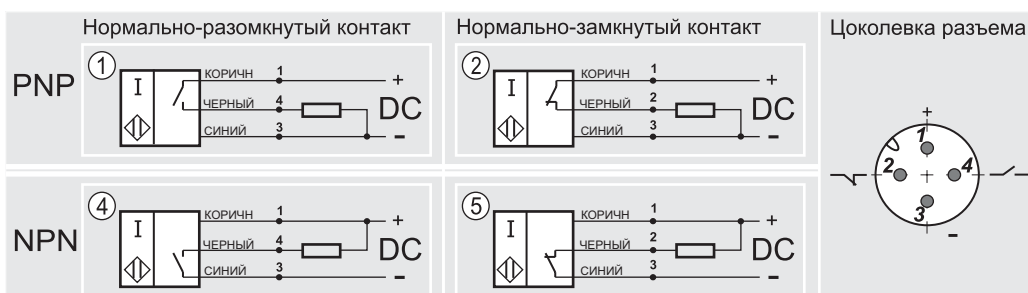 Нормально-разомкнутый контакт
Нормально-замкнутый контакт
Цоколевка разъема
PNP
1
I
КОРИЧН 1 +
ЧЕРНЫЙ 4 DC
СИНИЙ 3 -
2
I
КОРИЧН 1 +
ЧЕРНЫЙ 2 DC
СИНИЙ 3 -
+
1
2 + 4
3
-
NPN
4
I
КОРИЧН 1 +
ЧЕРНЫЙ 4 DC
СИНИЙ 3 -
5
I
КОРИЧН 1 +
ЧЕРНЫЙ 2 DC
СИНИЙ 3 -